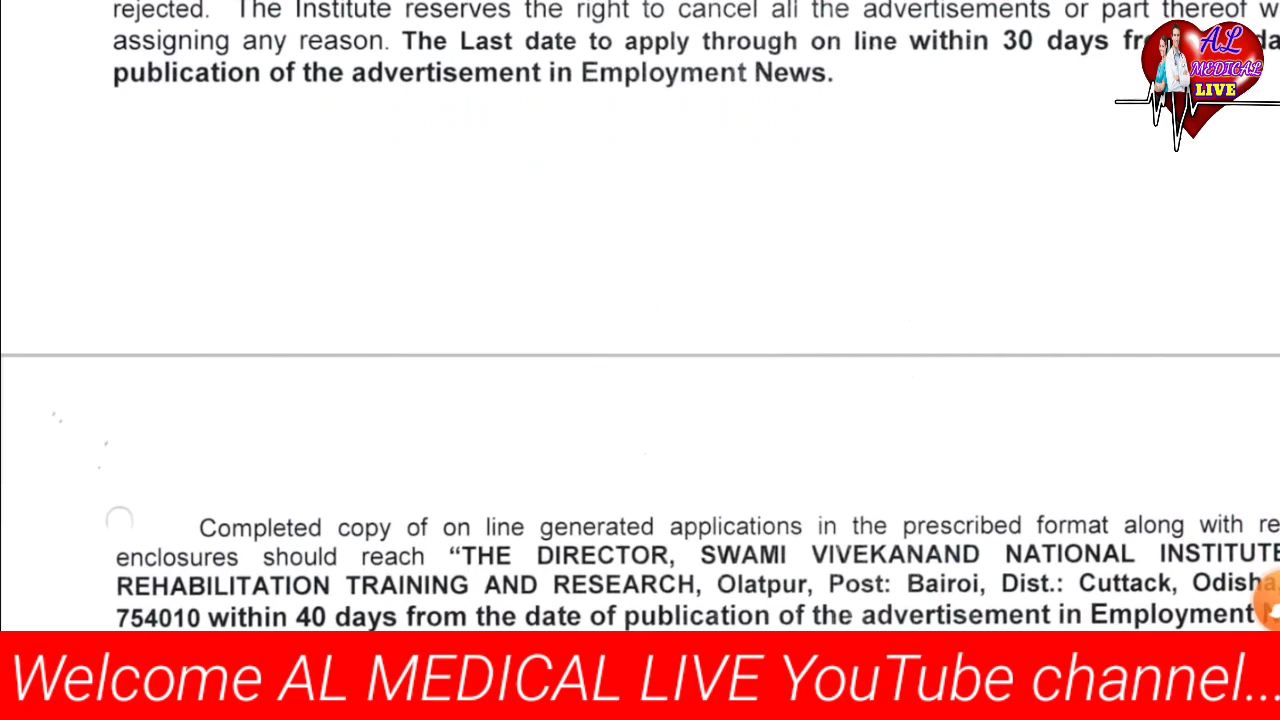 rejected. The Institute reserves the right to cancel all the advertisements or part thereof
assigning any reason. The Last date to apply through on line within 30 days
publication of the advertisement in Employment News.
AL
MEDICAL
LIVE
Completed copy of on line generated applications in the prescribed format along with
enclosures should reach “THE DIRECTOR, SWAMI VIVEKANAND NATIONAL INSTITUTE
REHABILITATION TRAINING AND RESEARCH, Olatpur, Post: Bairoi, Dist.: Cuttack, Odisha
754010 within 40 days from the date of publication of the advertisement in Employment
Welcome AL MEDICAL LIVE YouTube channel...